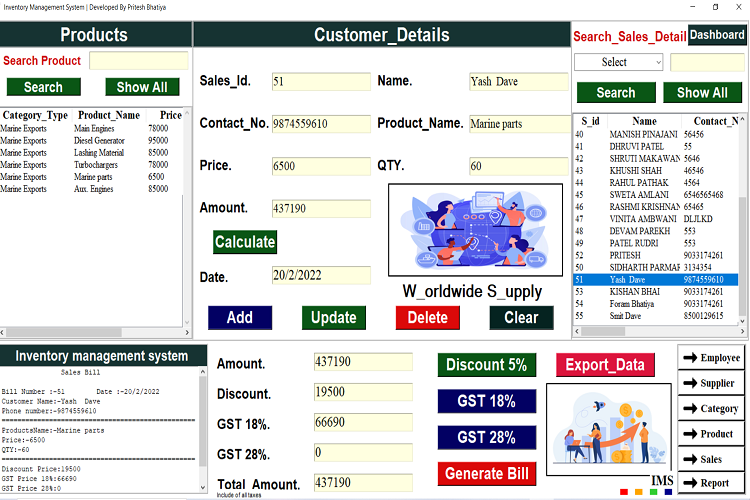 Inventory Management System | Developed By Pritesh Bhatiya
Products
Search Product
Search
Show All
Category_Type Product_Name Price
Marine Exports Main Engines 78000
Marine Exports Diesel Generator 95000
Marine Exports Lashing Material 85000
Marine Exports Turbochargers 78000
Marine Exports Marine parts 6500
Marine Exports Aux. Engines 85000
Customer_Details
Sales_Id. 51 Name. Yash Dave
Contact_No. 9874559610 Product_Name. Marine parts
Price. 6500 QTY. 60
Amount. 437190
Calculate
Date. 20/2/2022
W_orldwide S_upply
Add Update Delete Clear
Search_Sales_Detail Dashboard
Select
Search Show All
S_id Name Contact_N
40 MANISH PINAJANI 56456
41 DHRUVI PATEL 55
42 SHRUTI MAKAWAN 5646
43 KHUSHI SHAH 46546
44 RAHUL PATHAK 4564
45 SWETA AMLANI 6546565468
46 RASHMI KRISHNAN 65465
47 VINITA AMBWANI DLJLKD
48 DEVAM PAREKH 553
49 PATEL RUDRI 553
52 PRITESH 9033174261
50 SIDHARTH PARMAR 3134354
51 Yash Dave 9874559610
53 KISHAN BHAI 9033174261
54 Foram Bhatiya 9033174261
55 Smit Dave 8500129615
Inventory management system
Sales Bill
Bill Number :-51 Date :-20/2/2022
Customer Name:-Yash Dave
Phone number:-9874559610
ProductsName:-Marine parts
Price:-6500
QTY:-60
Discount Price:19500
GST Price 18%:66690
GST Price 28%:0
Amount. 437190
Discount. 19500
GST 18%. 66690
GST 28%. 0
Total_Amount. 437190
Include of all taxes
Discount 5%
GST 18%
GST 28%
Generate Bill
Export_Data
IMS
Employee
Supplier
Category
Product
Sales
Report